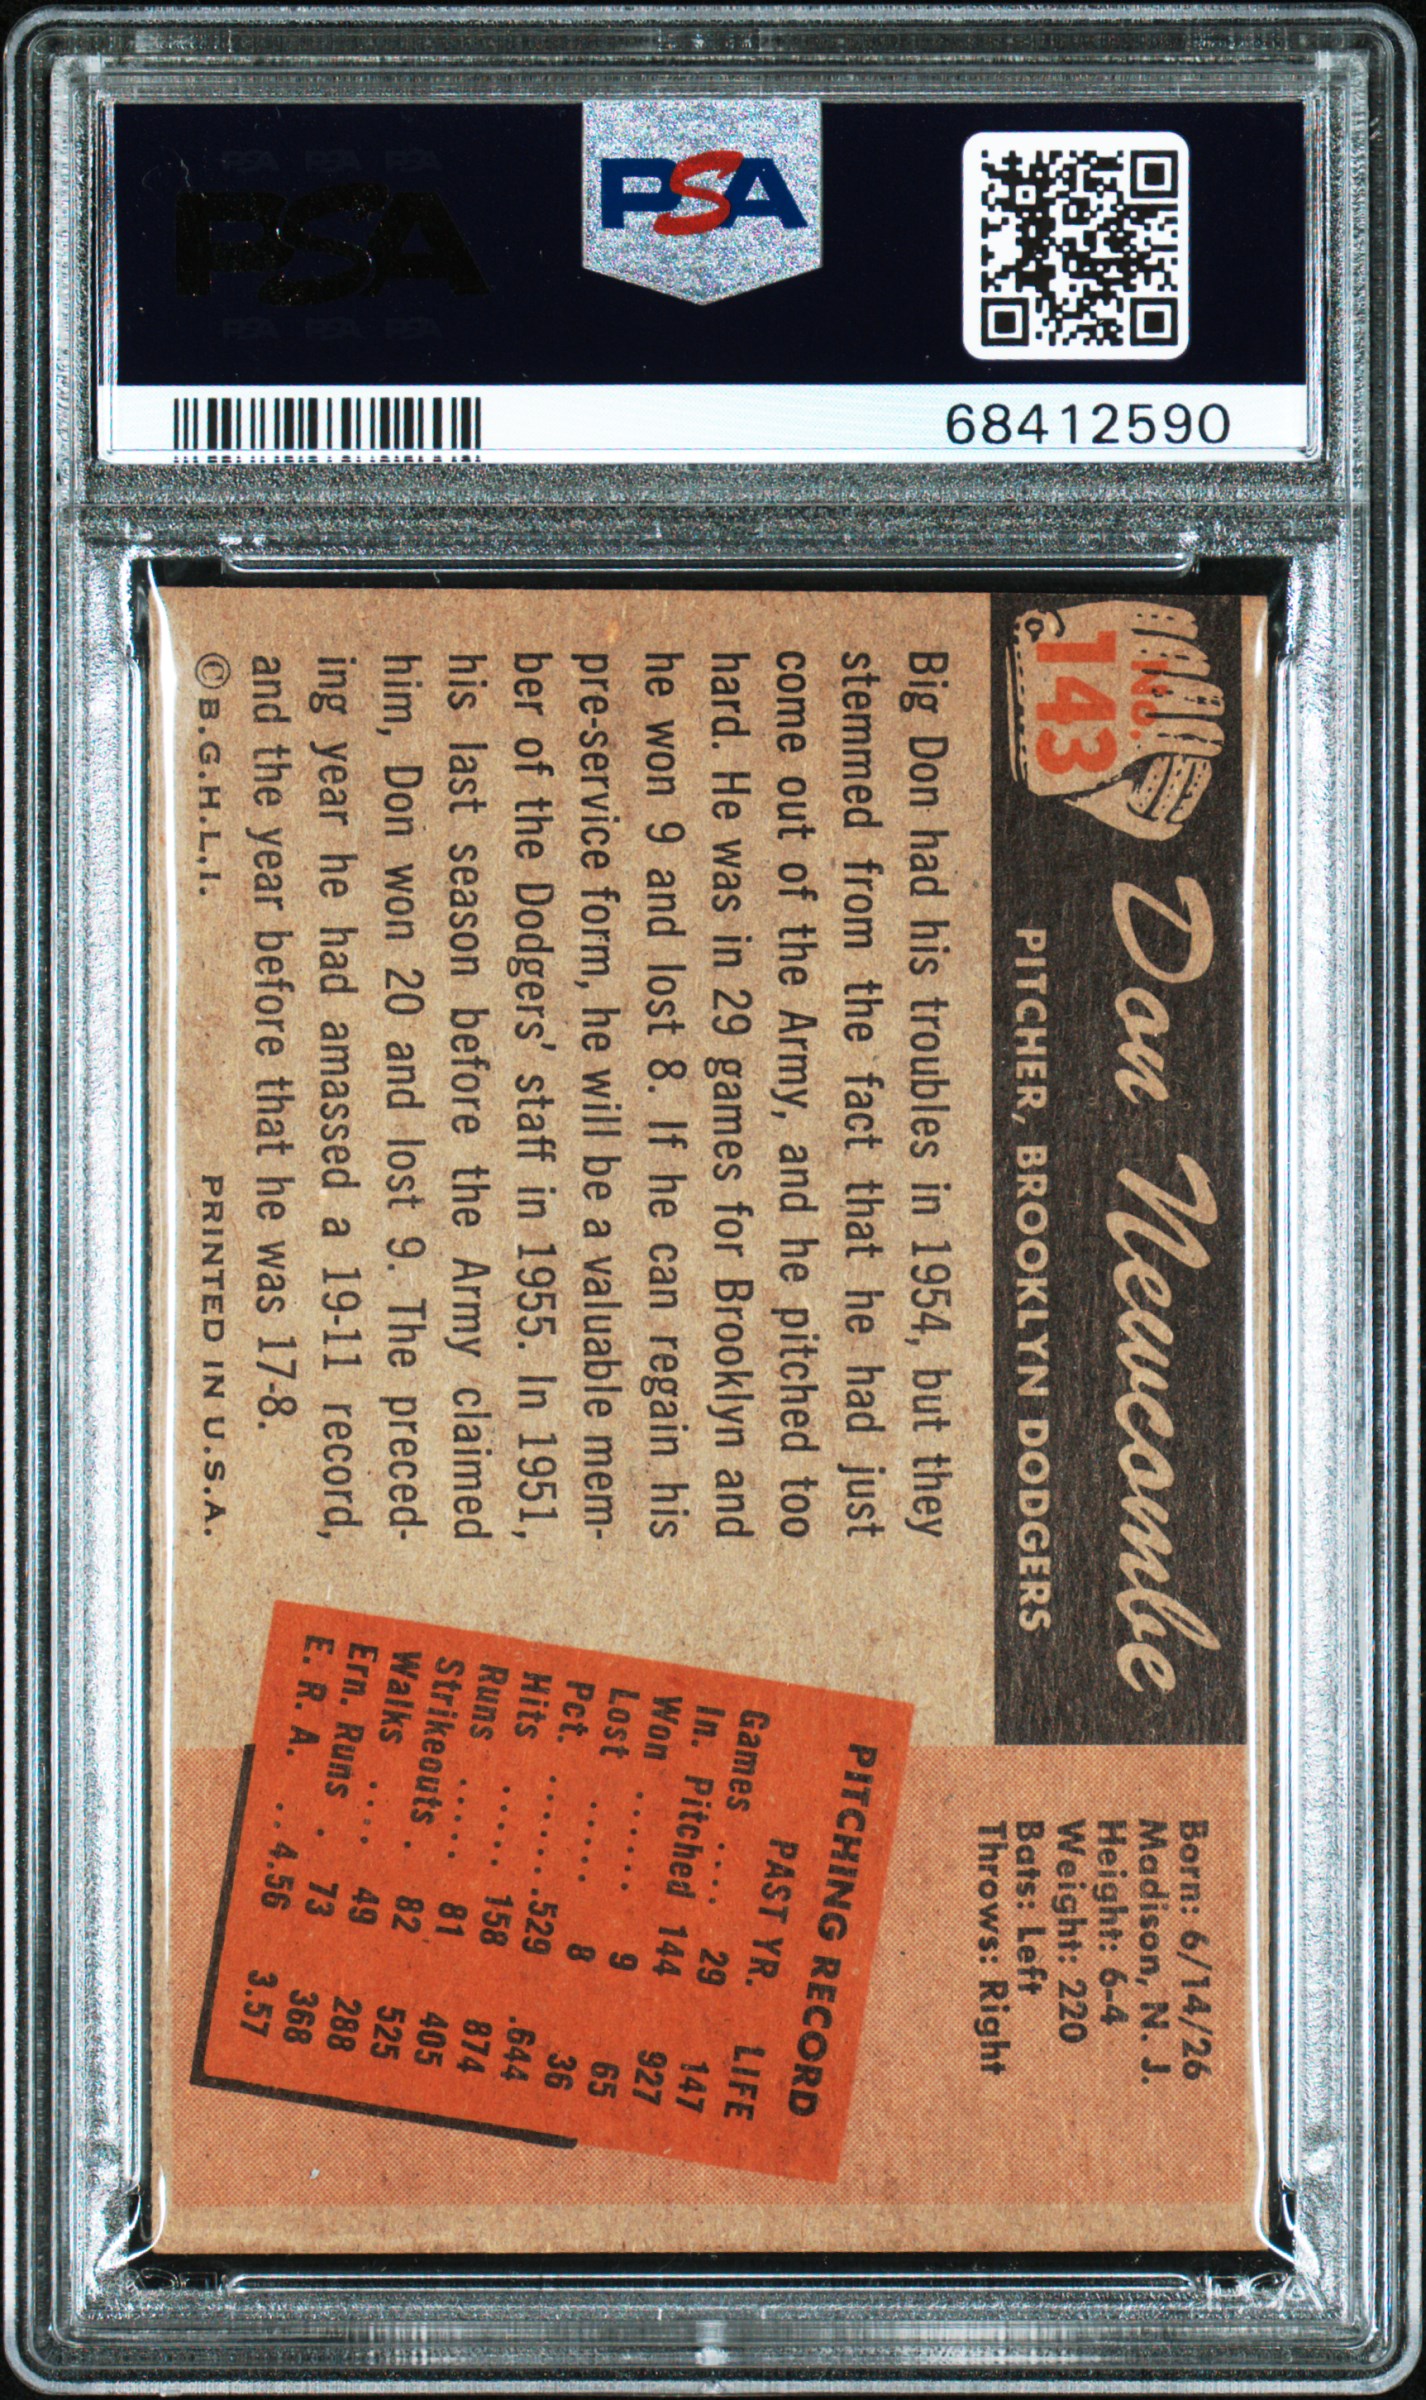 PSA PSA PSA
PSA
PSA PSA PSA
PSA
68412590
No.
143
Don Newcombe
PITCHER, BROOKLYN DODGERS
Born: 6/14/26
Madison, N. J.
Height: 6-4
Weight: 220
Bats: Left
Throws: Right
Big Don had his troubles in 1954, but they
stemmed from the fact that he had just
come out of the Army, and he pitched too
hard. He was in 29 games for Brooklyn and
he won 9 and lost 8. If he can regain his
pre-service form, he will be a valuable mem-
ber of the Dodgers' staff in 1955. In 1951,
his last season before the Army claimed
him, Don won 20 and lost 9. The preced-
ing year he had amassed a 19-11 record,
and the year before that he was 17-8.
© B.G.H.L.I. PRINTED IN U.S.A.
PITCHING RECORD
PAST YR. LIFE
Games .... 29 147
In. Pitched 144 927
Won ...... 9 65
Lost ..... 8 36
Pct. ...... .529 .644
Hits ..... 158 874
Runs ..... 81 405
Strikeouts . 82 525
Walks .... 49 288
Ern. Runs . 73 368
E. R. A. .. 4.56 3.57
PSA